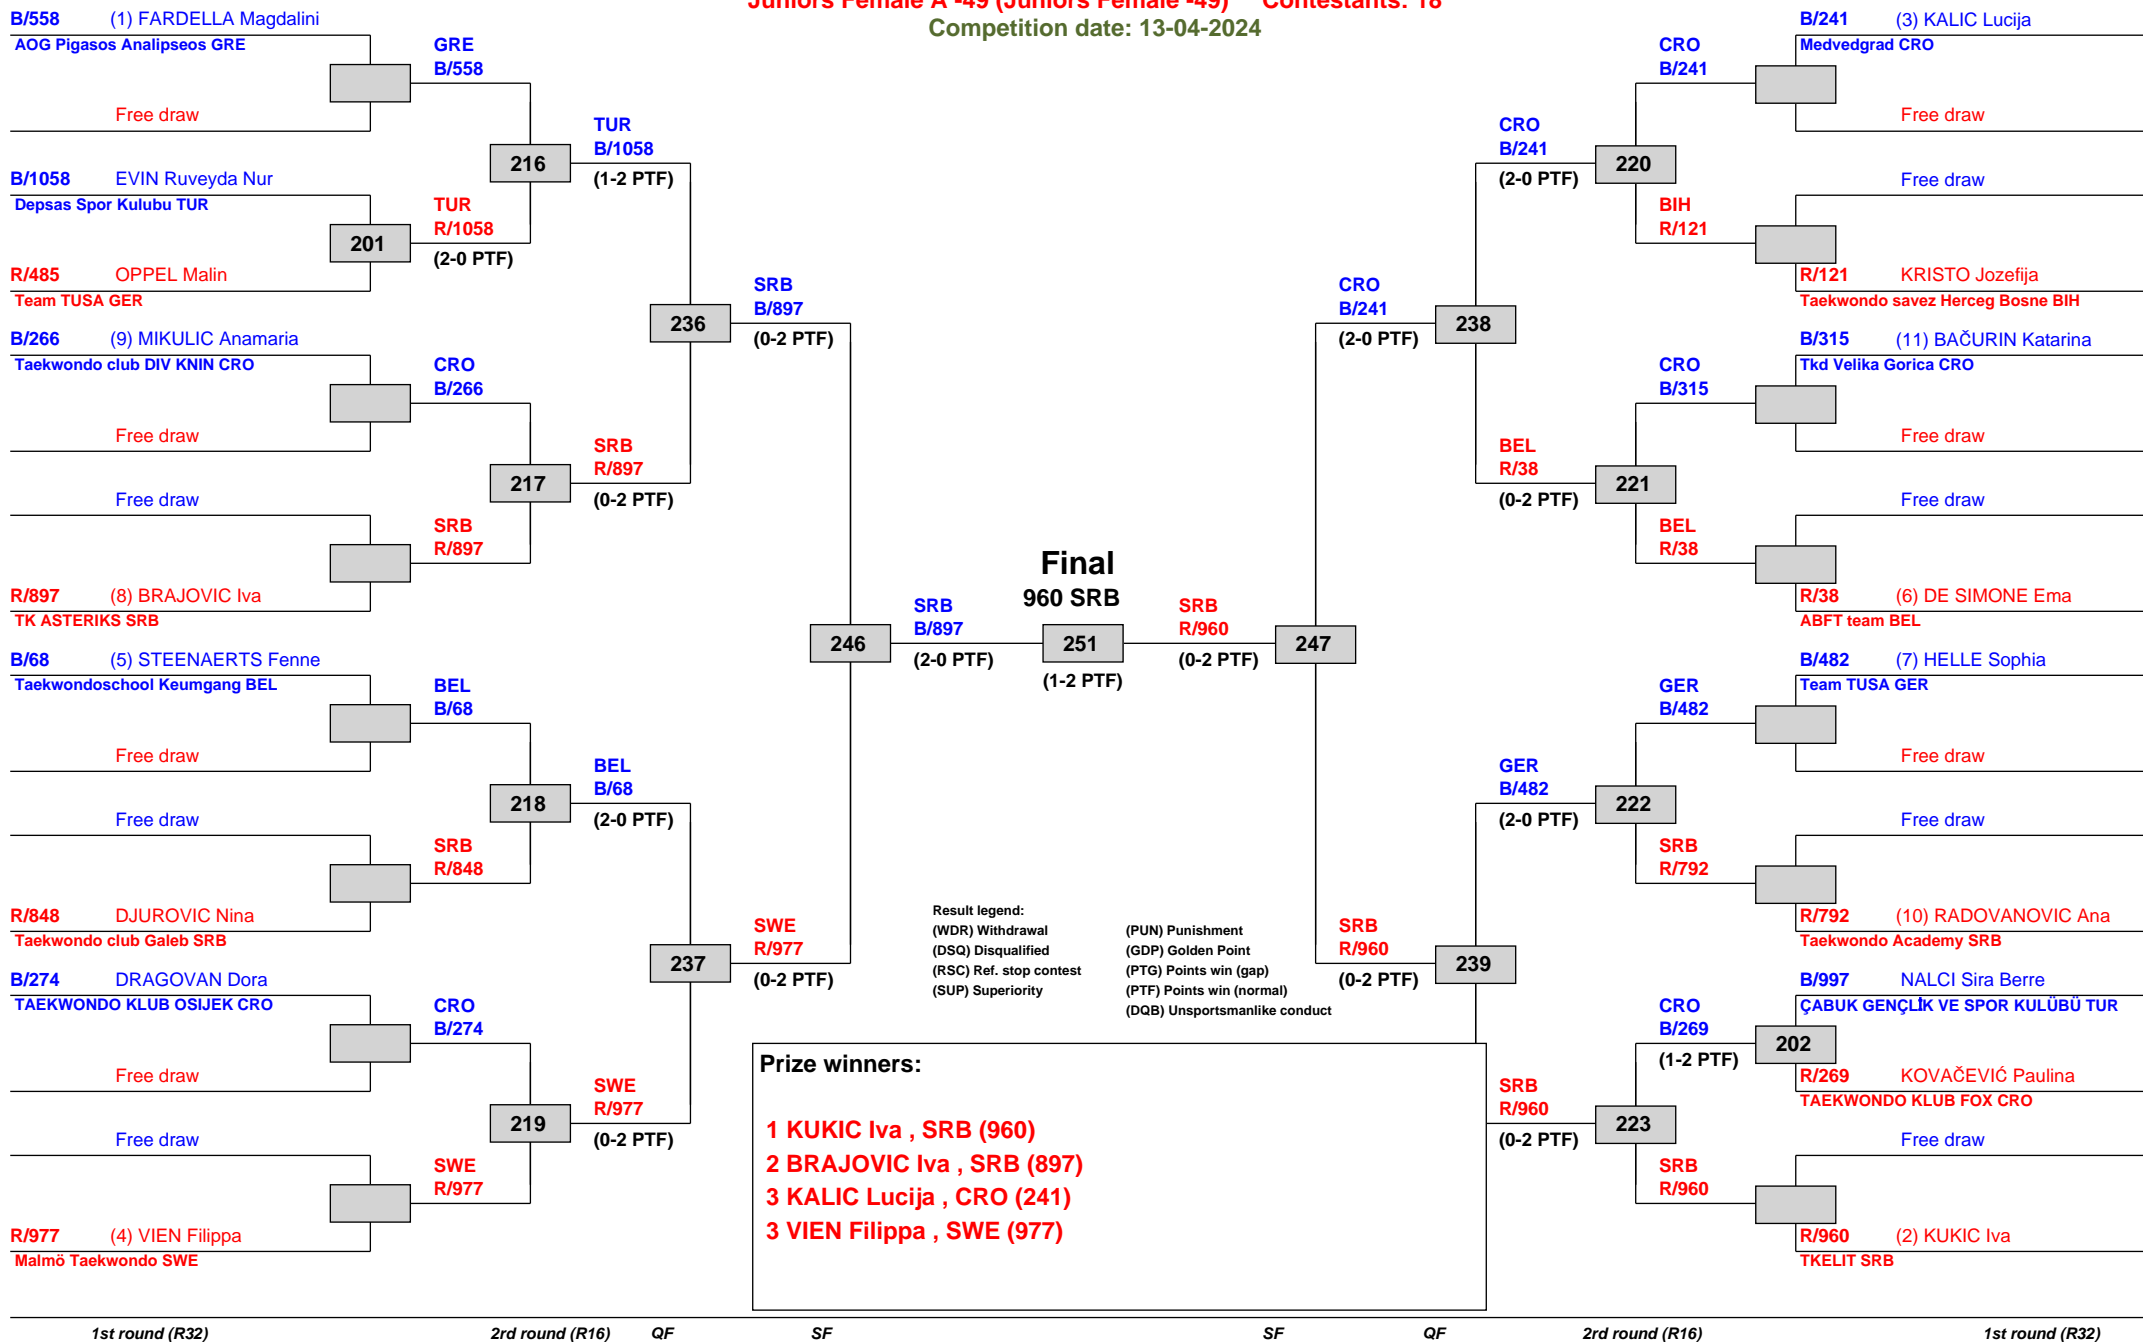 Juniors Female A -49 (Juniors Female -49) Contestants: 18
Competition date: 13-04-2024
B/558 (1) FARDELLA Magdalini
AOG Pigasos Analipseos GRE
Free draw
B/1058 EVIN Ruveyda Nur
Depsas Spor Kulubu TUR
R/485 OPPEL Malin
Team TUSA GER
B/266 (9) MIKULIC Anamaria
Taekwondo club DIV KNIN CRO
Free draw
Free draw
R/897 (8) BRAJOVIC Iva
TK ASTERIKS SRB
B/68 (5) STEENAERTS Fenne
Taekwondoschool Keumgang BEL
Free draw
Free draw
R/848 DJUROVIC Nina
Taekwondo club Galeb SRB
B/274 DRAGOVAN Dora
TAEKWONDO KLUB OSIJEK CRO
Free draw
Free draw
R/977 (4) VIEN Filippa
Malmö Taekwondo SWE
GRE
B/558
201
TUR
R/1058
(2-0 PTF)
CRO
B/266
SRB
R/897
BEL
B/68
SRB
R/848
CRO
B/274
SWE
R/977
216
TUR
B/1058
(1-2 PTF)
217
SRB
R/897
(0-2 PTF)
218
BEL
B/68
(2-0 PTF)
219
SWE
R/977
(0-2 PTF)
236
SRB
B/897
(0-2 PTF)
237
SWE
R/977
(0-2 PTF)
246
SRB
B/897
(2-0 PTF)
Final
960 SRB
251
(1-2 PTF)
SRB
R/960
(0-2 PTF)
247
CRO
B/241
(2-0 PTF)
238
SRB
R/960
(0-2 PTF)
239
CRO
B/241
(2-0 PTF)
220
BEL
R/38
(0-2 PTF)
221
GER
B/482
(2-0 PTF)
222
SRB
R/960
(0-2 PTF)
223
CRO
B/241
BIH
R/121
CRO
B/315
BEL
R/38
GER
B/482
SRB
R/792
CRO
B/269
(1-2 PTF)
202
SRB
R/960
B/241 (3) KALIC Lucija
Medvedgrad CRO
Free draw
Free draw
R/121 KRISTO Jozefija
Taekwondo savez Herceg Bosne BIH
B/315 (11) BAČURIN Katarina
Tkd Velika Gorica CRO
Free draw
Free draw
R/38 (6) DE SIMONE Ema
ABFT team BEL
B/482 (7) HELLE Sophia
Team TUSA GER
Free draw
Free draw
R/792 (10) RADOVANOVIC Ana
Taekwondo Academy SRB
B/997 NALCI Sira Berre
ÇABUK GENÇLİK VE SPOR KULÜBÜ TUR
R/269 KOVAČEVIĆ Paulina
TAEKWONDO KLUB FOX CRO
Free draw
R/960 (2) KUKIC Iva
TKELIT SRB
Result legend:
(WDR) Withdrawal
(DSQ) Disqualified
(RSC) Ref. stop contest
(SUP) Superiority
(PUN) Punishment
(GDP) Golden Point
(PTG) Points win (gap)
(PTF) Points win (normal)
(DQB) Unsportsmanlike conduct
Prize winners:
1 KUKIC Iva , SRB (960)
2 BRAJOVIC Iva , SRB (897)
3 KALIC Lucija , CRO (241)
3 VIEN Filippa , SWE (977)
1st round (R32) 2rd round (R16) QF SF SF QF 2rd round (R16) 1st round (R32)